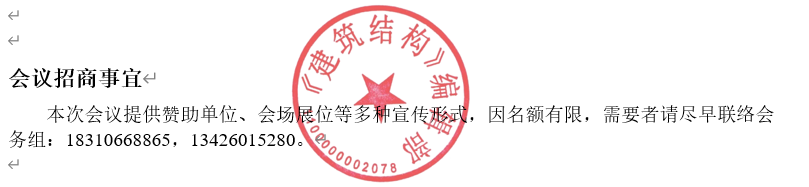 会议招商事宜
本次会议提供赞助单位、会场展位等多种宣传形式，因名额有限，需要者请尽早联络会
务组：18310668865，13426015280。
《建筑结构》编辑部